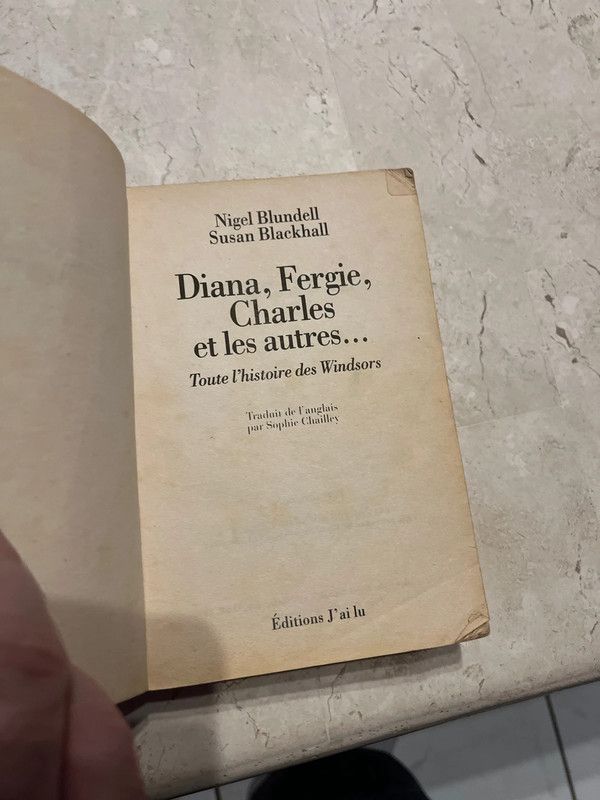 Nigel Blundell
Susan Blackhall
Diana, Fergie,
Charles
et les autres...
Toute l'histoire des Windsors
Traduit de l'anglais
par Sophie Chailley
Éditions J'ai lu